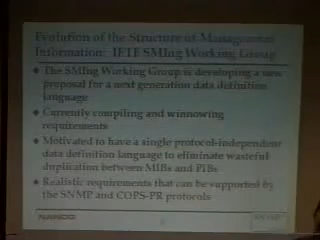 Evolution of the Structure of Management
Information: IETF SMIng Working Group
The SMIng Working Group is developing a new
proposal for a next generation data definition
language
Currently compiling and winnowing
requirements
Motivated to have a single protocol-independent
data definition language to eliminate wasteful
duplication between MIBs and PIBs
Realistic requirements that can be supported by
the SNMP and COPS-PR protocols
NANOG